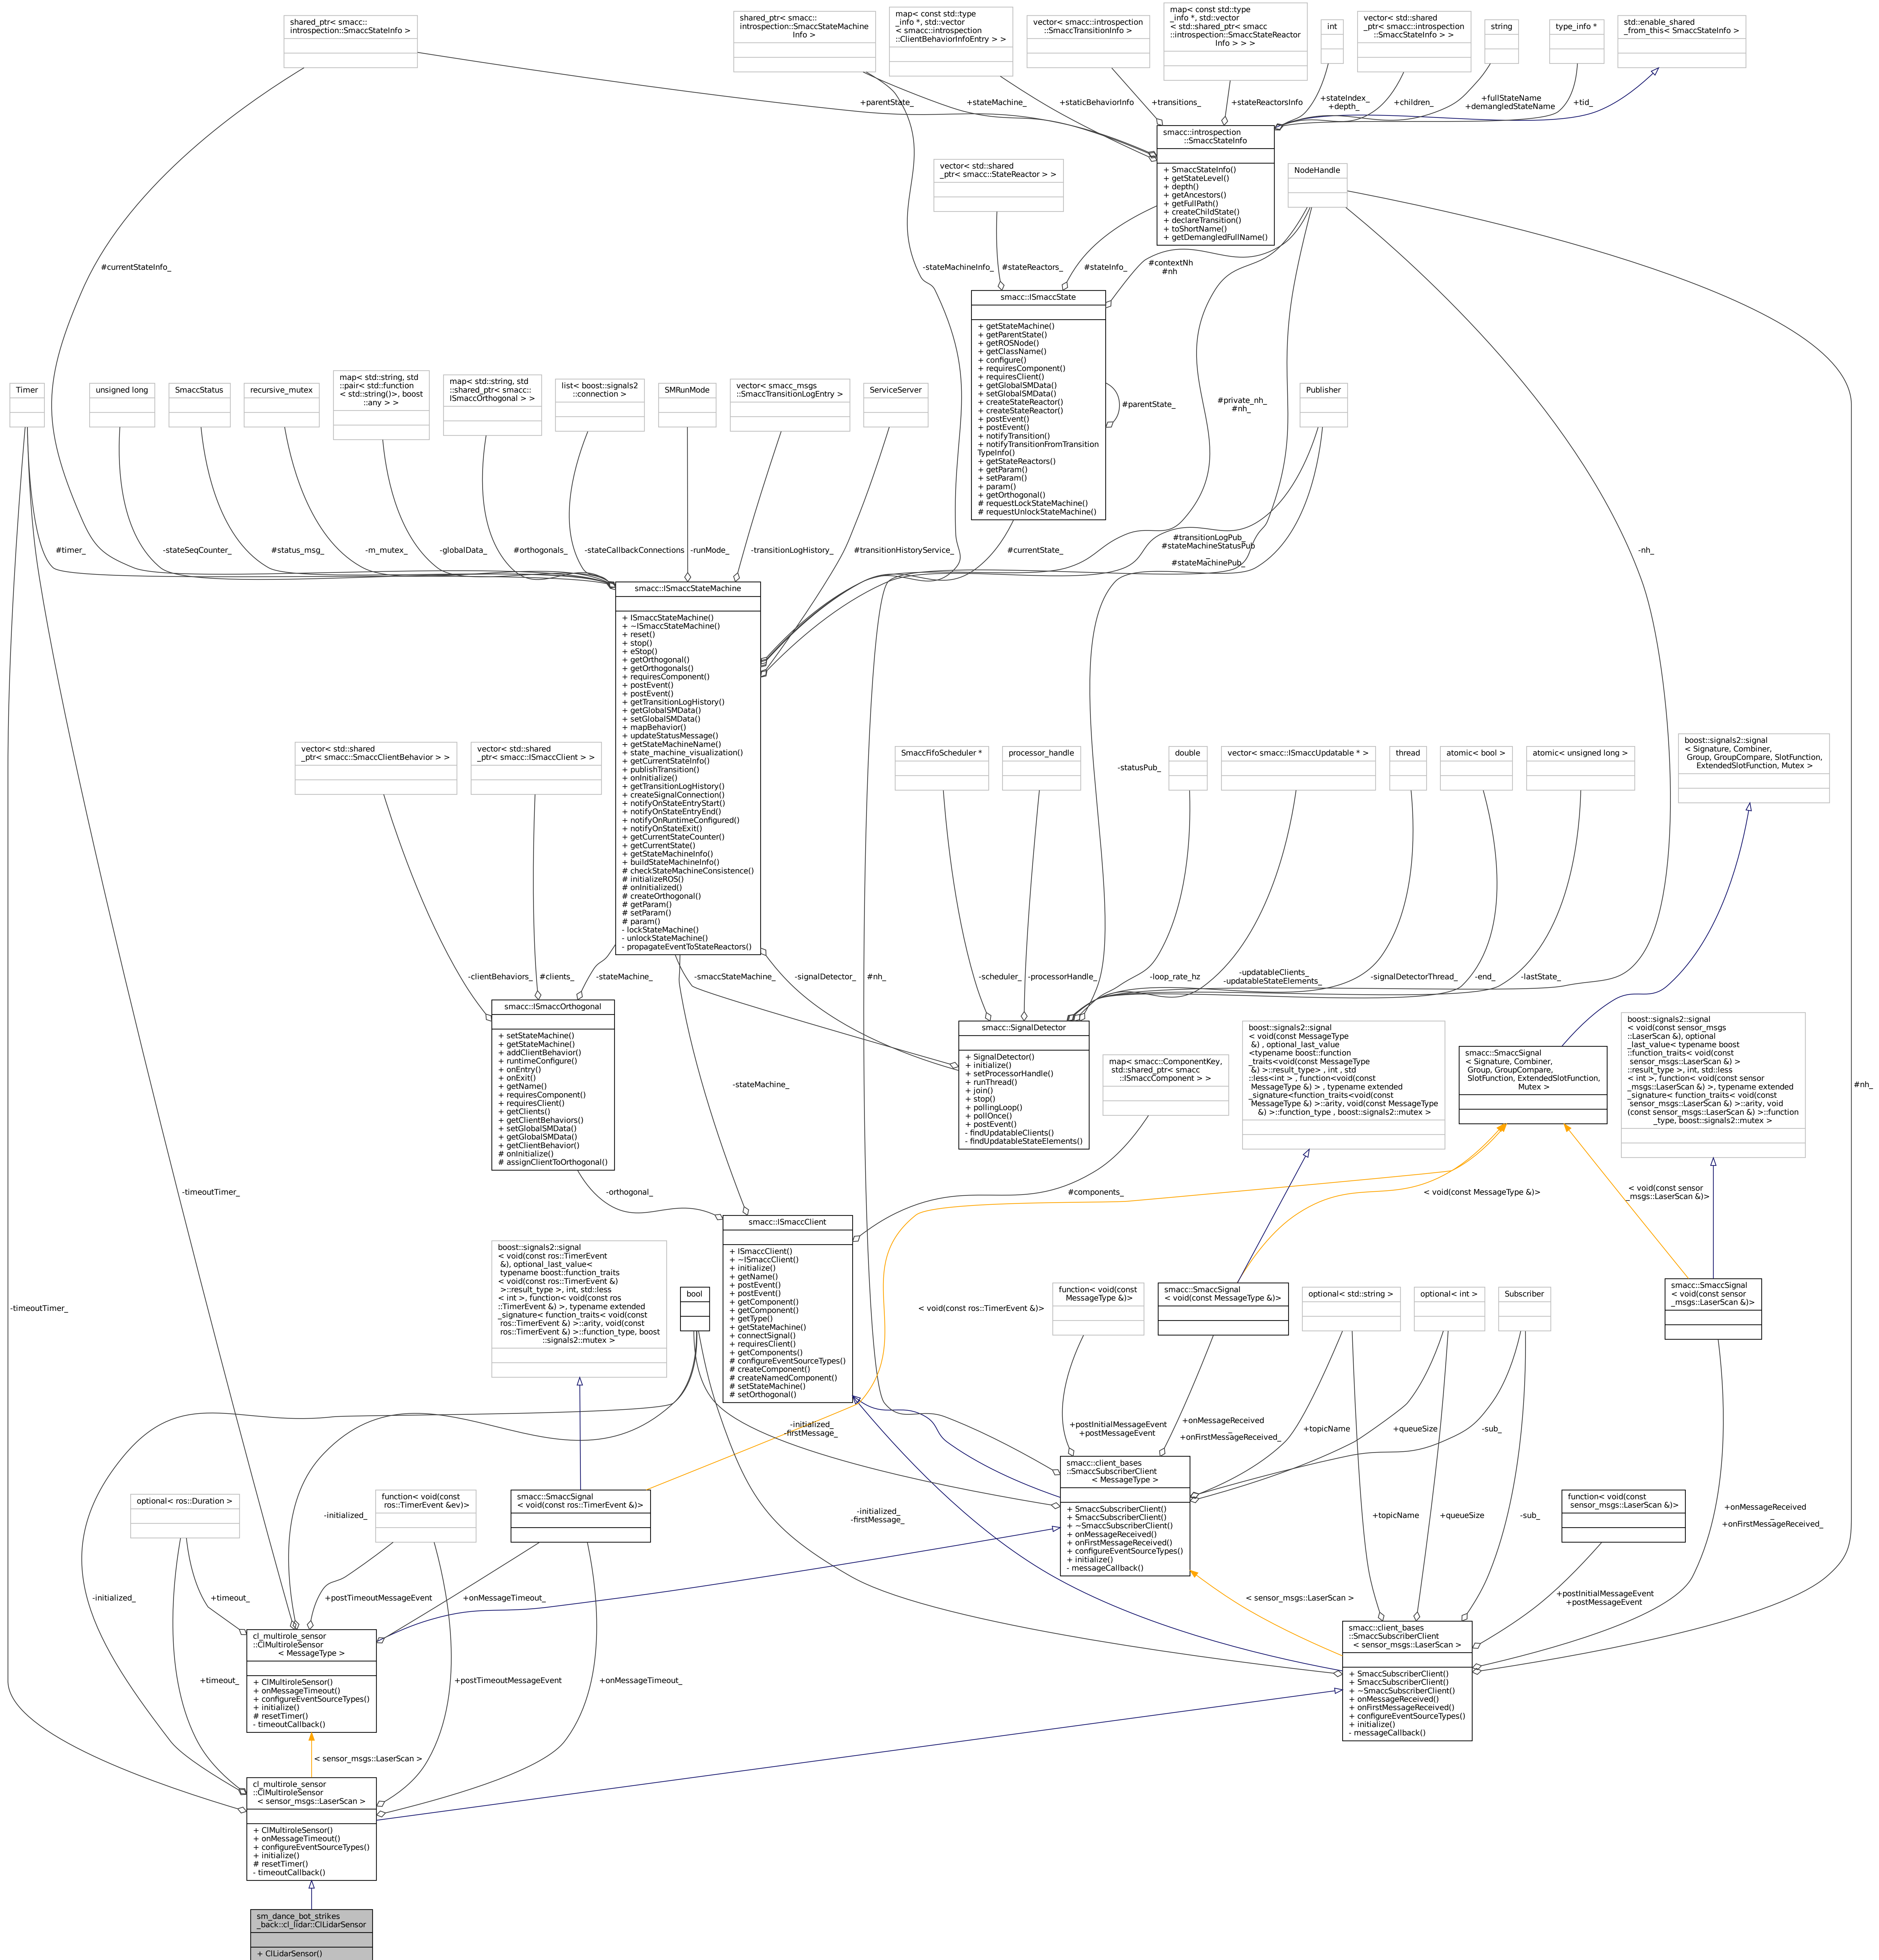 shared_ptr< smacc::
introspection::SmaccStateInfo >
shared_ptr< smacc::
introspection::SmaccStateMachine
Info >
map< const std::type
_info *, std::vector
< smacc::introspection
::ClientBehaviorInfoEntry > >
vector< smacc::introspection
::SmaccTransitionInfo >
map< const std::type
_info *, std::vector
< std::shared_ptr< smacc
::introspection::SmaccStateReactor
Info > > >
int
vector< std::shared
_ptr< smacc::introspection
::SmaccStateInfo > >
string
type_info *
std::enable_shared
_from_this< SmaccStateInfo >
+parentState_
+stateMachine_
+staticBehaviorInfo
+transitions_
+stateReactorsInfo
+stateIndex_
+depth_
+children_
+fullStateName
+demangledStateName
+tid_
smacc::introspection
::SmaccStateInfo
+ SmaccStateInfo()
+ getStateLevel()
+ depth()
+ getAncestors()
+ getFullPath()
+ createChildState()
+ declareTransition()
+ toShortName()
+ getDemangledFullName()
vector< std::shared
_ptr< smacc::StateReactor > >
NodeHandle
#currentStateInfo_
-stateMachineInfo_
#stateReactors_
#stateInfo_
#contextNh
#nh
smacc::ISmaccState
+ getStateMachine()
+ getParentState()
+ getROSNode()
+ getClassName()
+ configure()
+ requiresComponent()
+ requiresClient()
+ getGlobalSMData()
+ setGlobalSMData()
+ createStateReactor()
+ createStateReactor()
+ postEvent()
+ postEvent()
+ notifyTransition()
+ notifyTransitionFromTransition
TypeInfo()
+ getStateReactors()
+ getParam()
+ setParam()
+ param()
+ getOrthogonal()
# requestLockStateMachine()
# requestUnlockStateMachine()
#parentState_
#private_nh_
#nh_
Timer
unsigned long
SmaccStatus
recursive_mutex
map< std::string, std
::pair< std::function
< std::string()>, boost
::any > >
map< std::string, std
::shared_ptr< smacc::
ISmaccOrthogonal > >
list< boost::signals2
::connection >
SMRunMode
vector< smacc_msgs
::SmaccTransitionLogEntry >
ServiceServer
Publisher
#timer_
-stateSeqCounter_
#status_msg_
-m_mutex_
-globalData_
#orthogonals_
-stateCallbackConnections
-runMode_
-transitionLogHistory_
#transitionHistoryService_
#currentState_
#transitionLogPub_
#stateMachineStatusPub
_
#stateMachinePub_
-nh_
smacc::ISmaccStateMachine
+ ISmaccStateMachine()
+ ~ISmaccStateMachine()
+ reset()
+ stop()
+ eStop()
+ getOrthogonal()
+ getOrthogonals()
+ requiresComponent()
+ postEvent()
+ postEvent()
+ getTransitionLogHistory()
+ getGlobalSMData()
+ setGlobalSMData()
+ mapBehavior()
+ updateStatusMessage()
+ getStateMachineName()
+ state_machine_visualization()
+ getCurrentStateInfo()
+ publishTransition()
+ onInitialize()
+ getTransitionLogHistory()
+ createSignalConnection()
+ notifyOnStateEntryStart()
+ notifyOnStateEntryEnd()
+ notifyOnRuntimeConfigured()
+ notifyOnStateExit()
+ getCurrentStateCounter()
+ getCurrentState()
+ getStateMachineInfo()
+ buildStateMachineInfo()
# checkStateMachineConsistence()
# initializeROS()
# onInitialized()
# createOrthogonal()
# getParam()
# setParam()
# param()
- lockStateMachine()
- unlockStateMachine()
- propagateEventToStateReactors()
vector< std::shared
_ptr< smacc::SmaccClientBehavior > >
vector< std::shared
_ptr< smacc::ISmaccClient > >
SmaccFifoScheduler *
processor_handle
-statusPub_
double
vector< smacc::ISmaccUpdatable * >
thread
atomic< bool >
atomic< unsigned long >
boost::signals2::signal
< Signature, Combiner,
Group, GroupCompare, SlotFunction,
ExtendedSlotFunction, Mutex >
-clientBehaviors_
#clients_
-stateMachine_
-smaccStateMachine_
-signalDetector_
#nh_
-scheduler_
-processorHandle_
-loop_rate_hz
-updatableClients_
-updatableStateElements_
-signalDetectorThread_
-end_
-lastState_
smacc::ISmaccOrthogonal
+ setStateMachine()
+ getStateMachine()
+ addClientBehavior()
+ runtimeConfigure()
+ onEntry()
+ onExit()
+ getName()
+ requiresComponent()
+ requiresClient()
+ getClients()
+ getClientBehaviors()
+ setGlobalSMData()
+ getGlobalSMData()
+ getClientBehavior()
# onInitialize()
# assignClientToOrthogonal()
smacc::SignalDetector
+ SignalDetector()
+ initialize()
+ setProcessorHandle()
+ runThread()
+ join()
+ stop()
+ pollingLoop()
+ pollOnce()
+ postEvent()
- findUpdatableClients()
- findUpdatableStateElements()
map< smacc::ComponentKey,
std::shared_ptr< smacc
::ISmaccComponent > >
boost::signals2::signal
< void(const MessageType
&) , optional_last_value
<typename boost::function
_traits<void(const MessageType
&) >::result_type> , int , std
::less<int > , function<void(const
MessageType &) > , typename extended
_signature<function_traits<void(const
MessageType &) >::arity, void(const MessageType
&) >::function_type , boost::signals2::mutex >
smacc::SmaccSignal
< Signature, Combiner,
Group, GroupCompare,
SlotFunction, ExtendedSlotFunction,
Mutex >
boost::signals2::signal
< void(const sensor_msgs
::LaserScan &), optional
_last_value< typename boost
::function_traits< void(const
sensor_msgs::LaserScan &) >
::result_type >, int, std::less
< int >, function< void(const sensor
_msgs::LaserScan &) >, typename extended
_signature< function_traits< void(const
sensor_msgs::LaserScan &) >::arity, void
(const sensor_msgs::LaserScan &) >::function
_type, boost::signals2::mutex >
-stateMachine_
#nh_
-timeoutTimer_
-orthogonal_
#components_
< void(const MessageType &)>
< void(const sensor
_msgs::LaserScan &)>
smacc::ISmaccClient
+ ISmaccClient()
+ ~ISmaccClient()
+ initialize()
+ getName()
+ postEvent()
+ postEvent()
+ getComponent()
+ getComponent()
+ getType()
+ getStateMachine()
+ connectSignal()
+ requiresClient()
+ getComponents()
# configureEventSourceTypes()
# createComponent()
# createNamedComponent()
# setStateMachine()
# setOrthogonal()
boost::signals2::signal
< void(const ros::TimerEvent
&), optional_last_value<
typename boost::function_traits
< void(const ros::TimerEvent &)
>::result_type >, int, std::less
< int >, function< void(const ros
::TimerEvent &) >, typename extended
_signature< function_traits< void(const
ros::TimerEvent &) >::arity, void(const
ros::TimerEvent &) >::function_type, boost
::signals2::mutex >
bool
-timeoutTimer_
< void(const ros::TimerEvent &)>
function< void(const
MessageType &)>
smacc::SmaccSignal
< void(const MessageType &)>
optional< std::string >
optional< int >
Subscriber
smacc::SmaccSignal
< void(const sensor
_msgs::LaserScan &)>
-initialized_
-firstMessage_
+postInitialMessageEvent
+postMessageEvent
+onMessageReceived
_
+onFirstMessageReceived_
+topicName
+queueSize
-sub_
smacc::client_bases
::SmaccSubscriberClient
< MessageType >
+ SmaccSubscriberClient()
+ SmaccSubscriberClient()
+ ~SmaccSubscriberClient()
+ onMessageReceived()
+ onFirstMessageReceived()
+ configureEventSourceTypes()
+ initialize()
- messageCallback()
optional< ros::Duration >
-initialized_
function< void(const
ros::TimerEvent &ev)>
smacc::SmaccSignal
< void(const ros::TimerEvent &)>
-initialized_
-firstMessage_
+topicName
+queueSize
-sub_
function< void(const
sensor_msgs::LaserScan &)>
+onMessageReceived
_
+onFirstMessageReceived_
-initialized_
+timeout_
+postTimeoutMessageEvent
+onMessageTimeout_
< sensor_msgs::LaserScan >
+postInitialMessageEvent
+postMessageEvent
cl_multirole_sensor
::ClMultiroleSensor
< MessageType >
+ ClMultiroleSensor()
+ onMessageTimeout()
+ configureEventSourceTypes()
+ initialize()
# resetTimer()
- timeoutCallback()
smacc::client_bases
::SmaccSubscriberClient
< sensor_msgs::LaserScan >
+ SmaccSubscriberClient()
+ SmaccSubscriberClient()
+ ~SmaccSubscriberClient()
+ onMessageReceived()
+ onFirstMessageReceived()
+ configureEventSourceTypes()
+ initialize()
- messageCallback()
+timeout_
+postTimeoutMessageEvent
+onMessageTimeout_
< sensor_msgs::LaserScan >
cl_multirole_sensor
::ClMultiroleSensor
< sensor_msgs::LaserScan >
+ ClMultiroleSensor()
+ onMessageTimeout()
+ configureEventSourceTypes()
+ initialize()
# resetTimer()
- timeoutCallback()
sm_dance_bot_strikes
_back::cl_lidar::ClLidarSensor
+ ClLidarSensor()